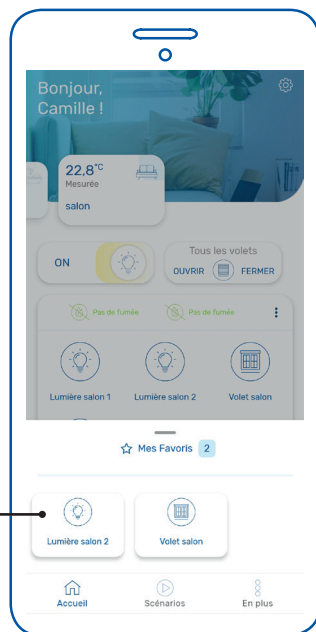 Bonjour,
Camille !
22,8°C
Mesurée
salon
ON
Tous les volets
OUVRIR FERMER
Pas de fumée Pas de fumée
Lumière salon 1 Lumière salon 2 Volet salon
Mes Favoris 2
Lumière salon 2 Volet salon
Accueil Scénarios En plus